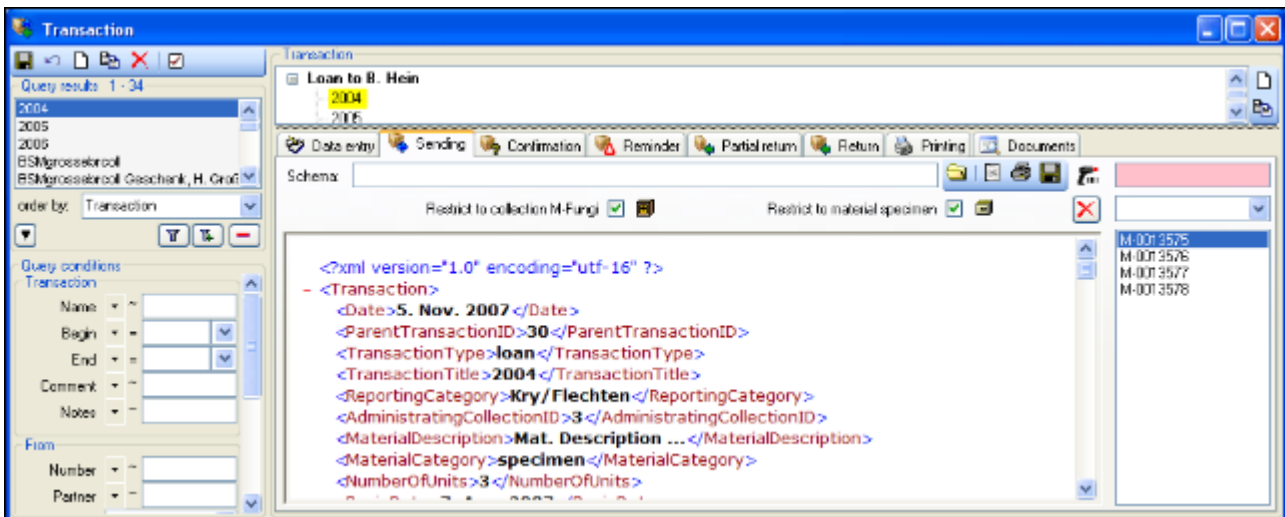 Transaction
Query results 1 - 34
2004
2005
2006
BSMgrossebrcoll
BSMgrossebrcoll Geschenk, H. Groß
order by: Transaction
Query conditions
Transaction
Name ~
Begin =
End =
Comment ~
Notes ~
From
Number ~
Partner ~
Transaction
Loan to B. Hein
2004
2005
Data entry Sending Confirmation Reminder Partial return Return Printing Documents
Schema:
Restrict to collection M-Fungi Restrict to material specimen
<?xml version="1.0" encoding="utf-16" ?>
- <Transaction>
<Date>5. Nov. 2007</Date>
<ParentTransactionID>30</ParentTransactionID>
<TransactionType>loan</TransactionType>
<TransactionTitle>2004</TransactionTitle>
<ReportingCategory>Kry/Flechten</ReportingCategory>
<AdministratingCollectionID>3</AdministratingCollectionID>
<MaterialDescription>Mat. Description ...</MaterialDescription>
<MaterialCategory>specimen</MaterialCategory>
<NumberOfUnits>3</NumberOfUnits>
M-0013575
M-0013576
M-0013577
M-0013578